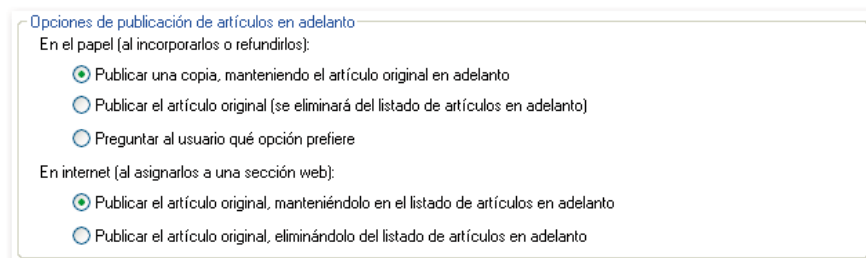 Opciones de publicación de artículos en adelanto
En el papel (al incorporarlos o refundirlos):
Publicar una copia, manteniendo el artículo original en adelanto
Publicar el artículo original (se eliminará del listado de artículos en adelanto)
Preguntar al usuario qué opción prefiere
En internet (al asignarlos a una sección web):
Publicar el artículo original, manteniéndolo en el listado de artículos en adelanto
Publicar el artículo original, eliminándolo del listado de artículos en adelanto